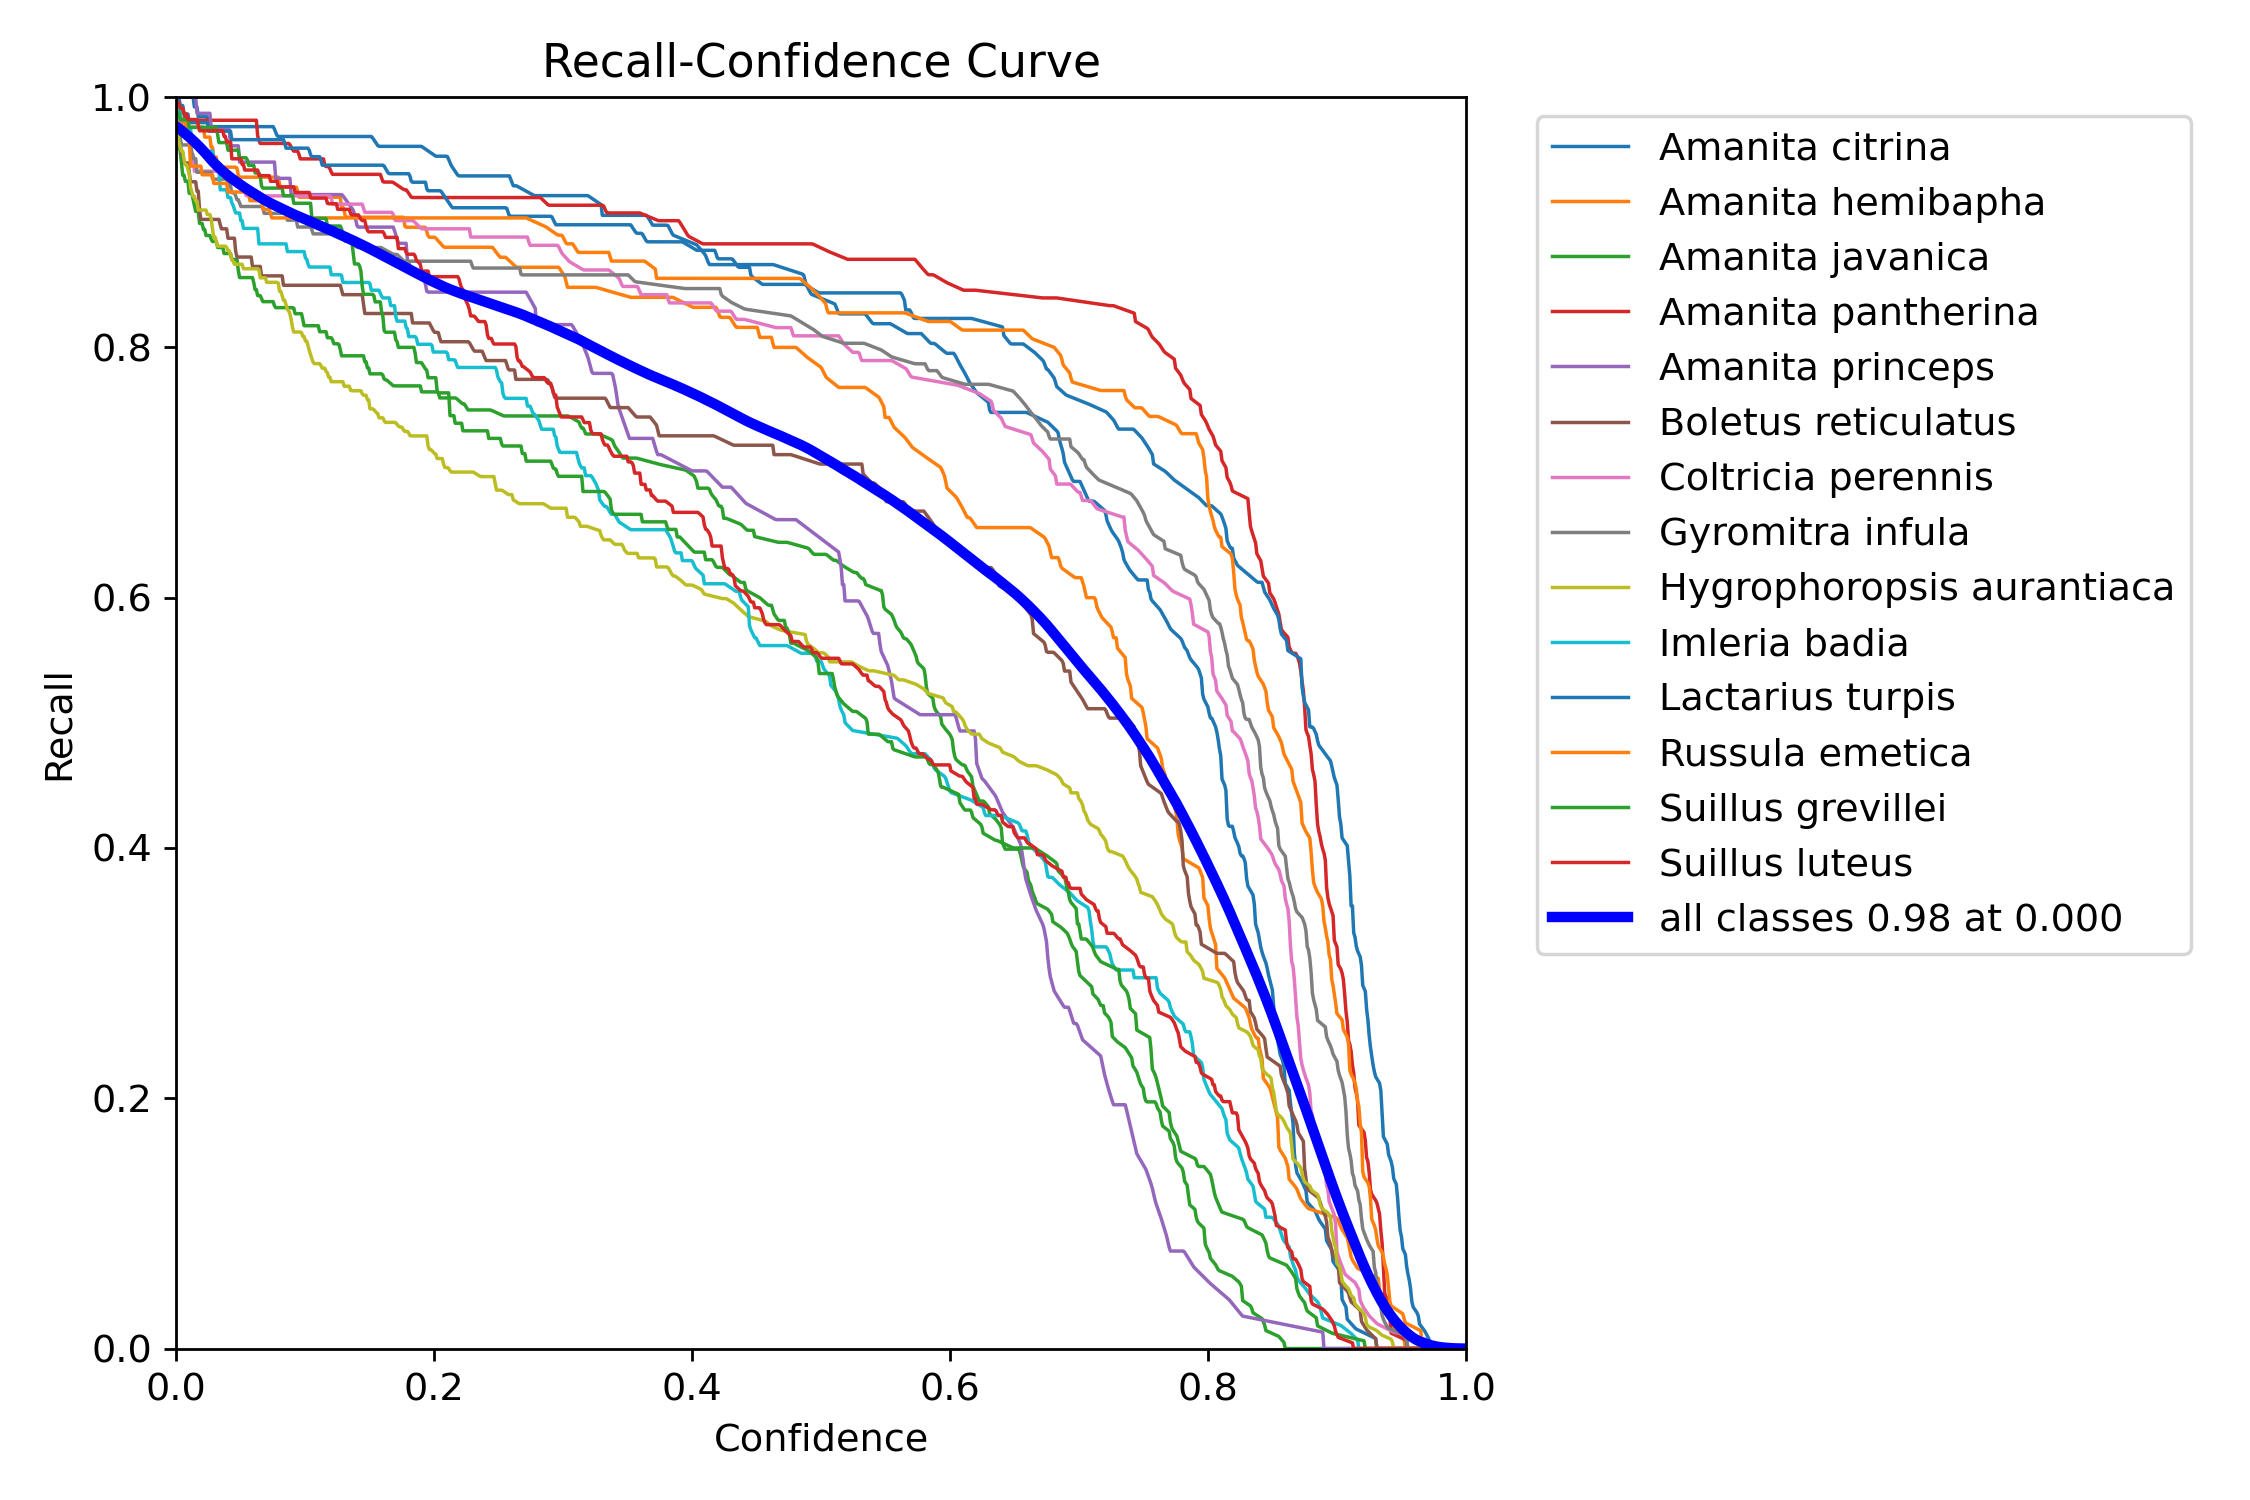 Recall-Confidence Curve
1.0
0.8
0.6
0.4
0.2
0.0
Recall
0.0 0.2 0.4 0.6 0.8 1.0
Confidence
Amanita citrina
Amanita hemibapha
Amanita javanica
Amanita pantherina
Amanita princeps
Boletus reticulatus
Coltricia perennis
Gyromitra infula
Hygrophoropsis aurantiaca
Imleria badia
Lactarius turpis
Russula emetica
Suillus grevillei
Suillus luteus
all classes 0.98 at 0.000